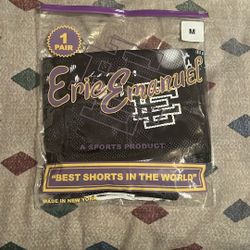 1
PAIR
M
Eric Emanuel
EE
A SPORTS PRODUCT
"BEST SHORTS IN THE WORLD"
MADE IN NEW YORK